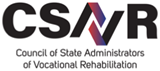 CSAVR
Council of State Administrators
of Vocational Rehabilitation